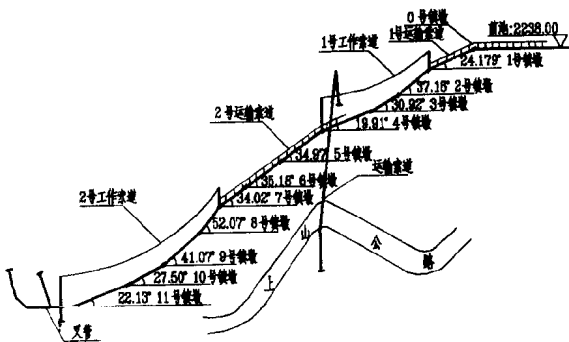 0号镇墩
前池:2238.00
1号运输索道
1号工作索道
24.179° 1号镇墩
37.16° 2号镇墩
30.92° 3号镇墩
19.91° 4号镇墩
2号运输索道
34.97° 5号镇墩
35.18° 6号镇墩
34.02° 7号镇墩
运输索道
2号工作索道
52.07° 8号镇墩
41.07° 9号镇墩
27.50° 10号镇墩
22.13° 11号镇墩
上山公路
叉管